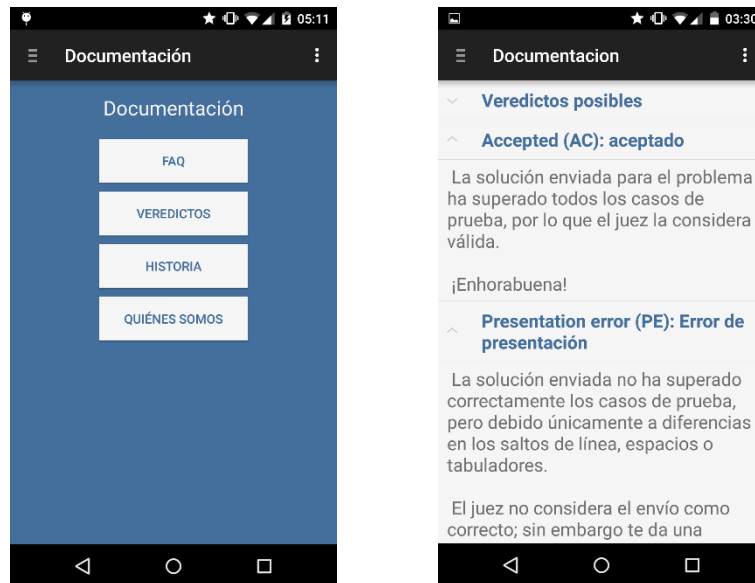 05:11
Documentación
Documentación
FAQ
VEREDICTOS
HISTORIA
QUIÉNES SOMOS
03:30
Documentacion
Veredictos posibles
Accepted (AC): aceptado
La solución enviada para el problema
ha superado todos los casos de
prueba, por lo que el juez la considera
válida.
¡Enhorabuena!
Presentation error (PE): Error de
presentación
La solución enviada no ha superado
correctamente los casos de prueba,
pero debido únicamente a diferencias
en los saltos de línea, espacios o
tabuladores.
El juez no considera el envío como
correcto; sin embargo te da una